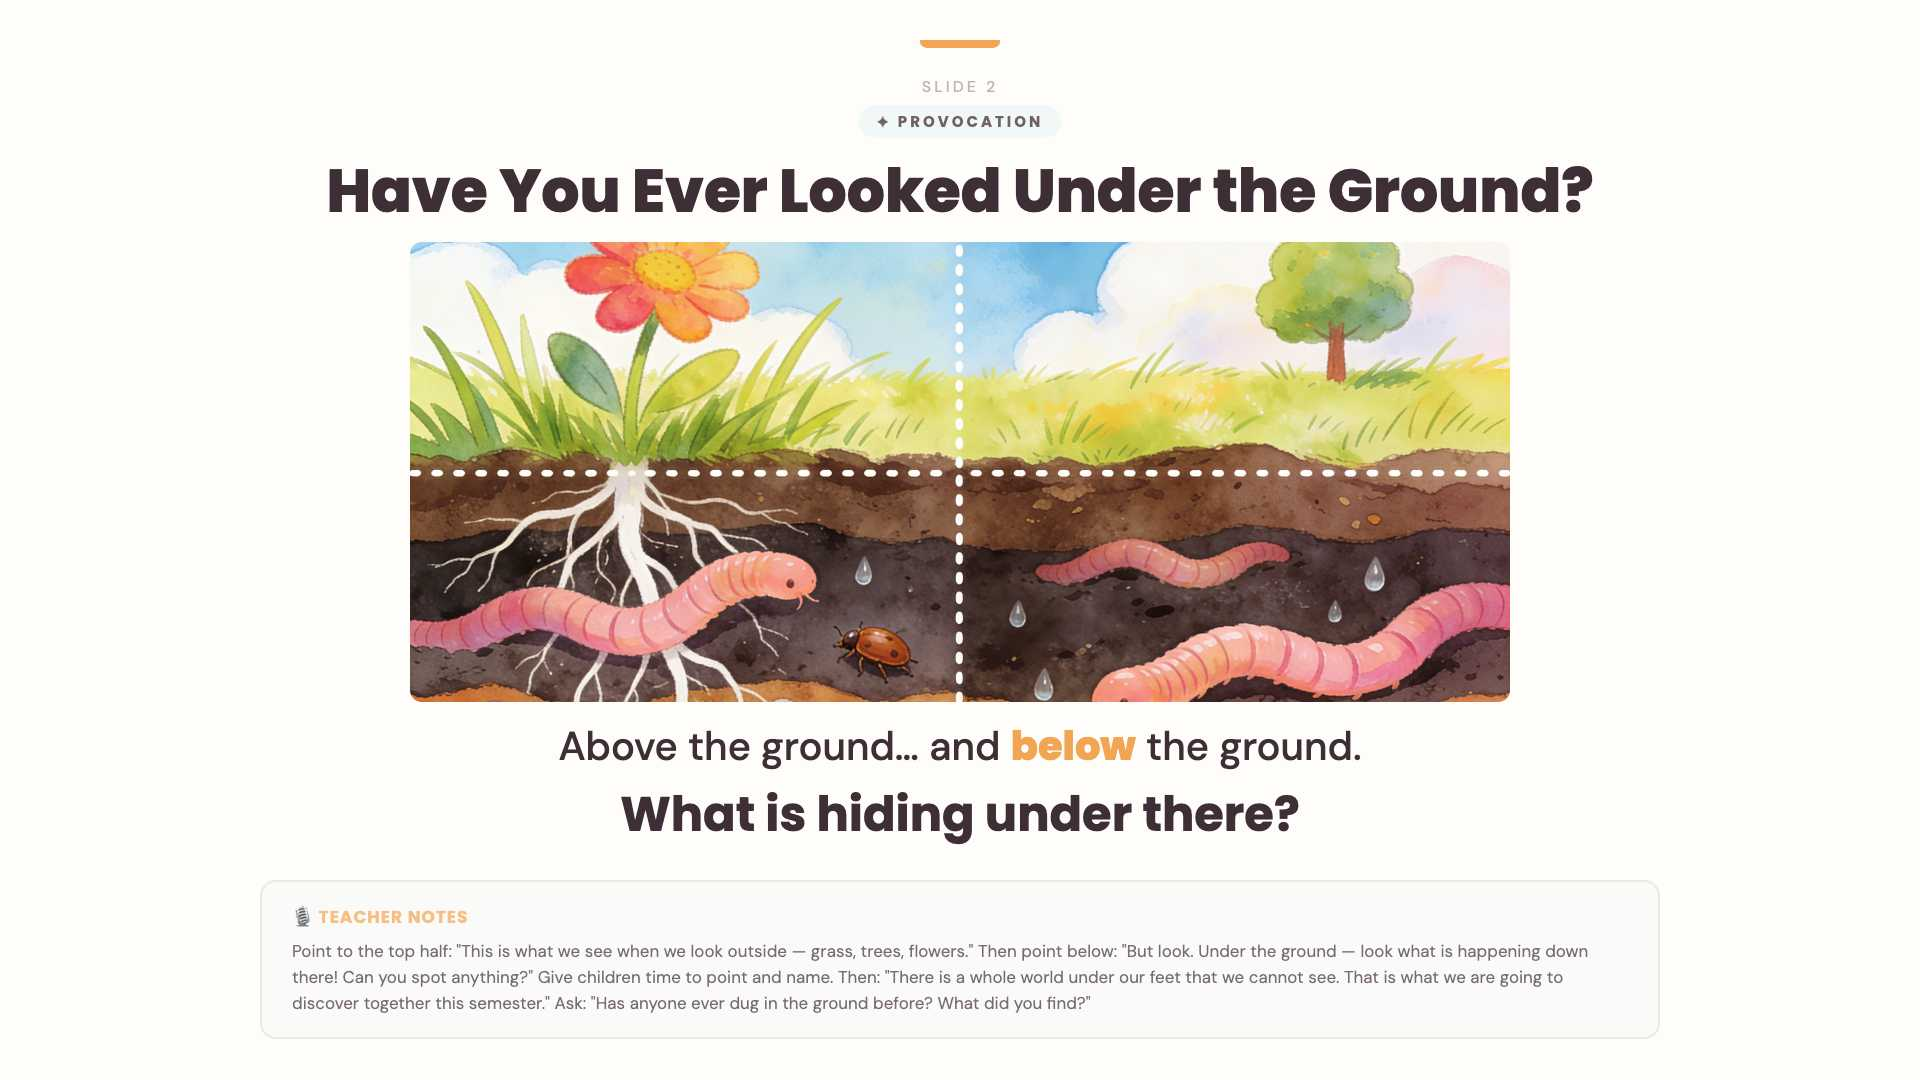 SLIDE 2
✦ PROVOCATION
Have You Ever Looked Under the Ground?
Above the ground... and below the ground.
What is hiding under there?
🎙️ TEACHER NOTES
Point to the top half: "This is what we see when we look outside — grass, trees, flowers." Then point below: "But look. Under the ground — look what is happening down
there! Can you spot anything?" Give children time to point and name. Then: "There is a whole world under our feet that we cannot see. That is what we are going to
discover together this semester." Ask: "Has anyone ever dug in the ground before? What did you find?"